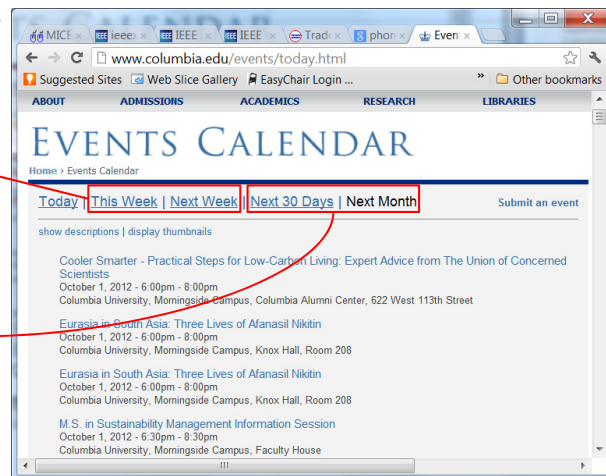 MICE
ieee:
IEEE
IEEE
Trade
phon
Event
www.columbia.edu/events/today.html
Suggested Sites Web Slice Gallery EasyChair Login ... » Other bookmarks
ABOUT ADMISSIONS ACADEMICS RESEARCH LIBRARIES
EVENTS CALENDAR
Home › Events Calendar
Today | This Week | Next Week | Next 30 Days | Next Month Submit an event
show descriptions | display thumbnails
Cooler Smarter - Practical Steps for Low-Carbon Living: Expert Advice from The Union of Concerned
Scientists
October 1, 2012 - 6:00pm - 8:00pm
Columbia University, Morningside Campus, Columbia Alumni Center, 622 West 113th Street
Eurasia in South Asia: Three Lives of Afanasil Nikitin
October 1, 2012 - 6:00pm - 8:00pm
Columbia University, Morningside Campus, Knox Hall, Room 208
Eurasia in South Asia: Three Lives of Afanasil Nikitin
October 1, 2012 - 6:00pm - 8:00pm
Columbia University, Morningside Campus, Knox Hall, Room 208
M.S. in Sustainability Management Information Session
October 1, 2012 - 6:30pm - 8:30pm
Columbia University, Morningside Campus, Faculty House